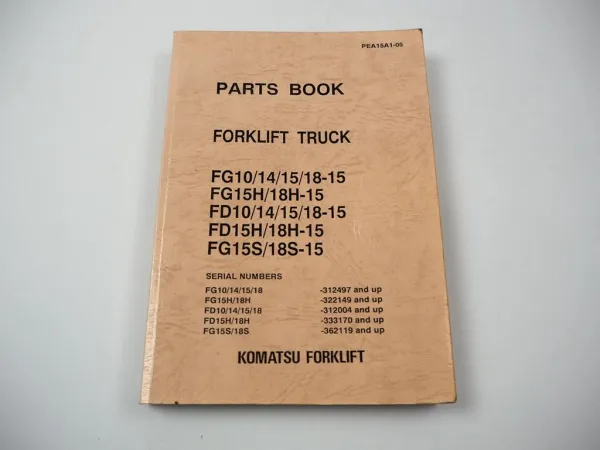 PEA15A1-05
PARTS BOOK
FORKLIFT TRUCK
FG10/14/15/18-15
FG15H/18H-15
FD10/14/15/18-15
FD15H/18H-15
FG15S/18S-15
SERIAL NUMBERS
FG10/14/15/18 -312497 and up
FG15H/18H -322149 and up
FD10/14/15/18 -312004 and up
FD15H/18H -333170 and up
FG15S/18S -362119 and up
KOMATSU FORKLIFT